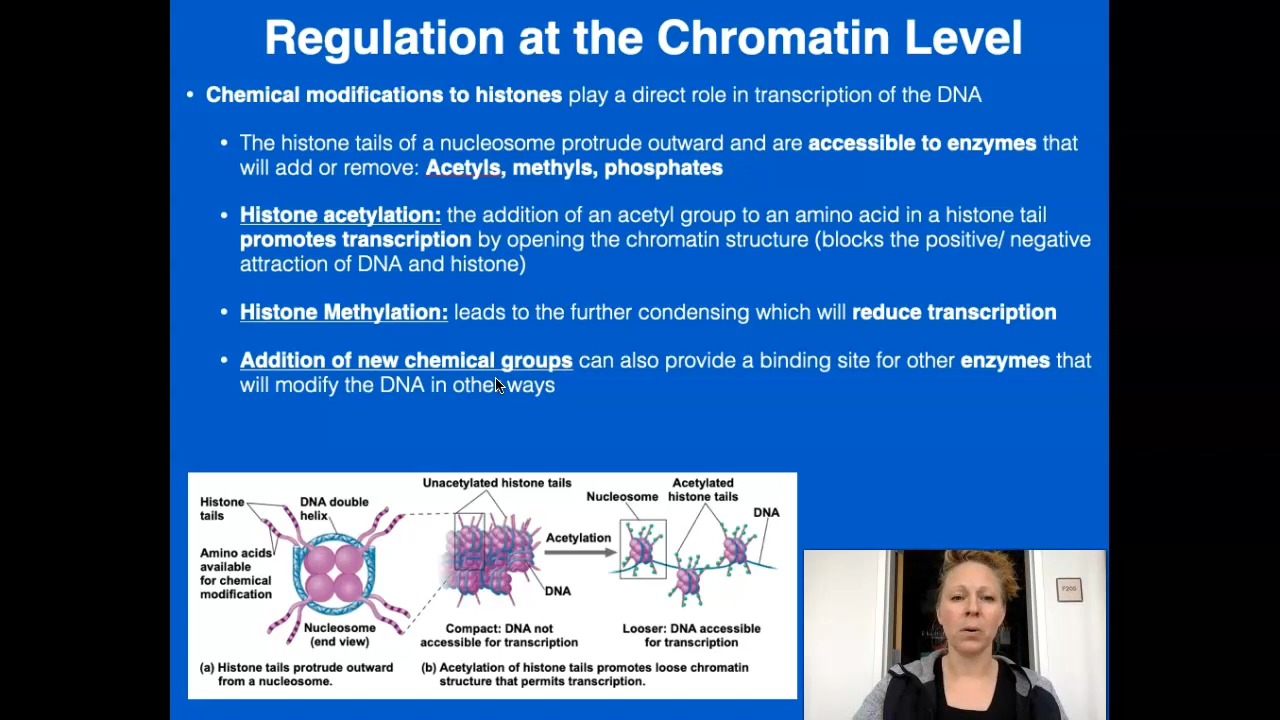 Regulation at the Chromatin Level
• Chemical modifications to histones play a direct role in transcription of the DNA
• The histone tails of a nucleosome protrude outward and are accessible to enzymes that
will add or remove: Acetyls, methyls, phosphates
• Histone acetylation: the addition of an acetyl group to an amino acid in a histone tail
promotes transcription by opening the chromatin structure (blocks the positive/ negative
attraction of DNA and histone)
• Histone Methylation: leads to the further condensing which will reduce transcription
• Addition of new chemical groups can also provide a binding site for other enzymes that
will modify the DNA in other ways
Histone
tails
DNA double
helix
Amino acids
available
for chemical
modification
Nucleosome
(end view)
(a) Histone tails protrude outward
from a nucleosome.
Unacetylated histone tails
DNA
Compact: DNA not
accessible for transcription
Acetylation
Nucleosome
Acetylated
histone tails
DNA
Looser: DNA accessible
for transcription
(b) Acetylation of histone tails promotes loose chromatin
structure that permits transcription.